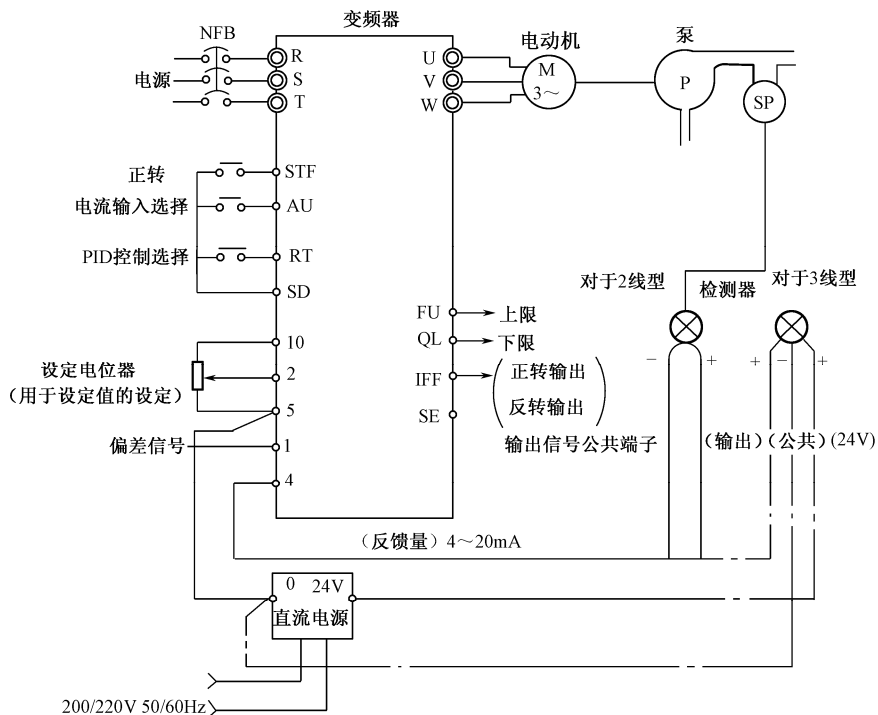 变频器
NFB
电源
R
S
T
U
V
W
电动机
M
3～
泵
P
SP
正转
STF
电流输入选择
AU
PID控制选择
RT
SD
对于2线型
检测器
对于3线型
FU
上限
QL
下限
IFF
正转输出
反转输出
SE
输出信号公共端子
10
设定电位器
（用于设定值的设定）
2
5
偏差信号
1
4
－
＋
＋
－
＋
（输出）（公共）(24V)
（反馈量）4～20mA
0
24V
直流电源
200/220V 50/60Hz